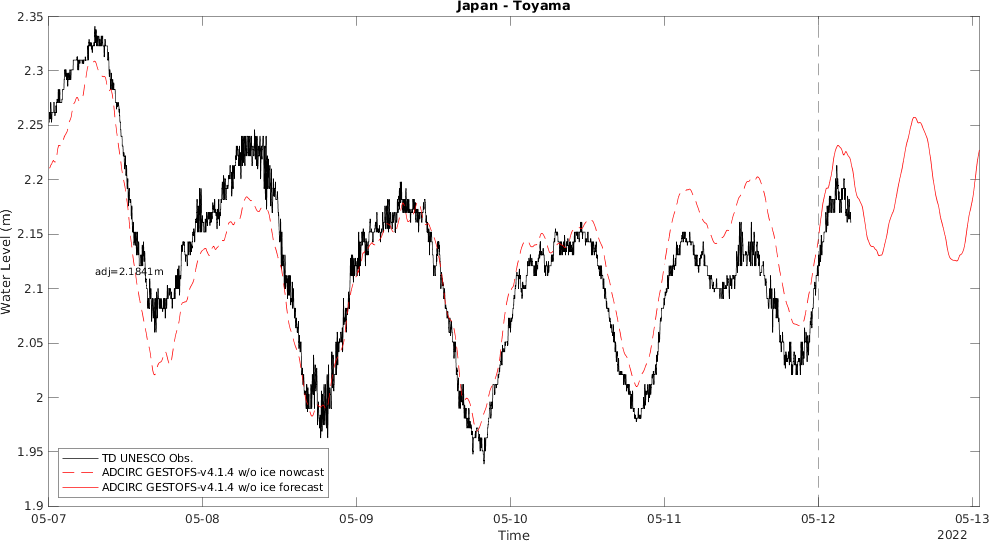 Japan - Toyama
2.35
2.3
2.25
2.2
2.15
2.1
2.05
2
1.95
1.9
Water Level (m)
adj=2.1841m
TD UNESCO Obs.
ADCIRC GESTOFS-v4.1.4 w/o ice nowcast
ADCIRC GESTOFS-v4.1.4 w/o ice forecast
05-07 05-08 05-09 05-10 05-11 05-12 05-13
Time
2022